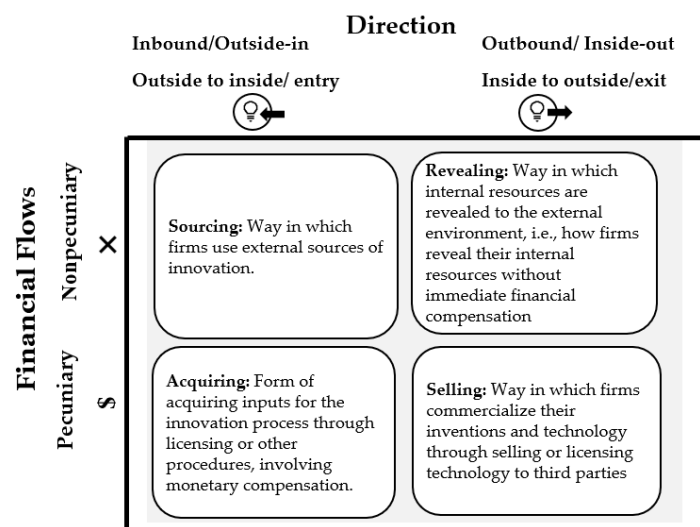 Direction
Inbound/Outside-in
Outside to inside/ entry
Outbound/ Inside-out
Inside to outside/exit
Financial Flows
Nonpecuniary
Sourcing: Way in which
firms use external sources of
innovation.
Revealing: Way in which
internal resources are
revealed to the external
environment, i.e., how firms
reveal their internal
resources without
immediate financial
compensation
Pecuniary
$
Acquiring: Form of
acquiring inputs for the
innovation process through
licensing or other
procedures, involving
monetary compensation.
Selling: Way in which firms
commercialize their
inventions and technology
through selling or licensing
technology to third parties